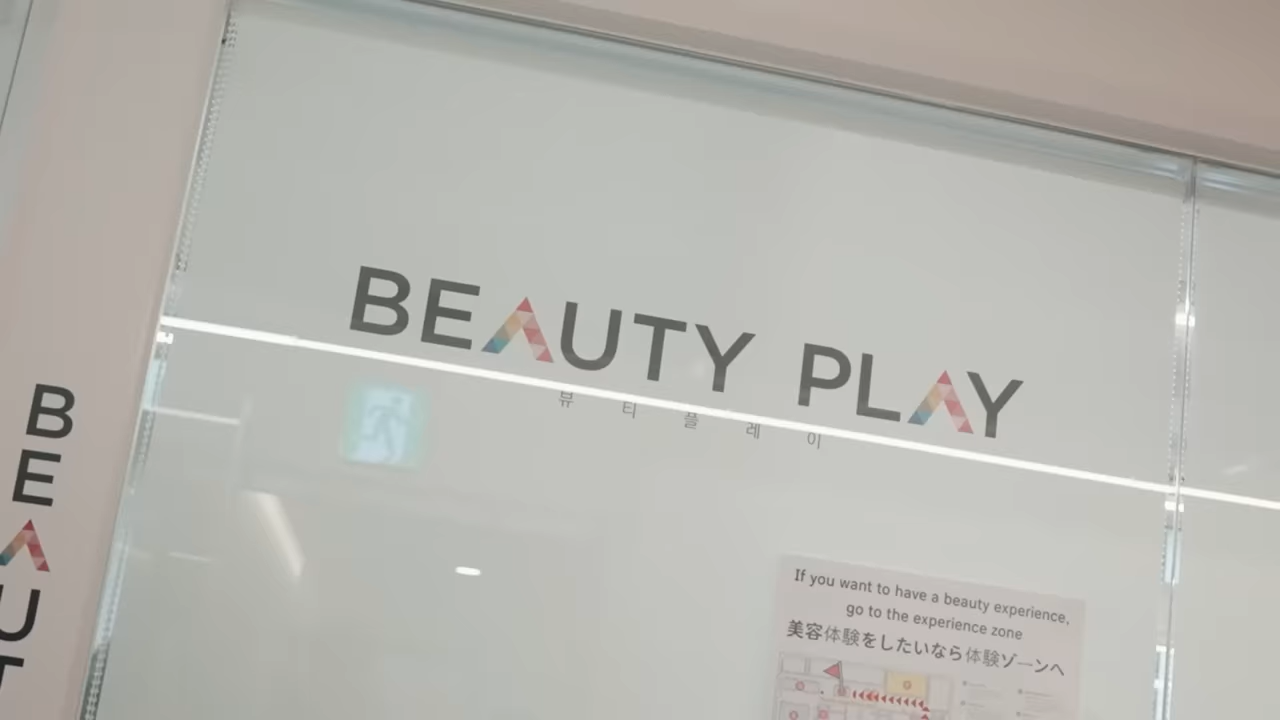 BEAUTY PLAY
뷰티플레이
BEAUT
If you want to have a beauty experience,
go to the experience zone
美容体験をしたいなら体験ゾーンへ